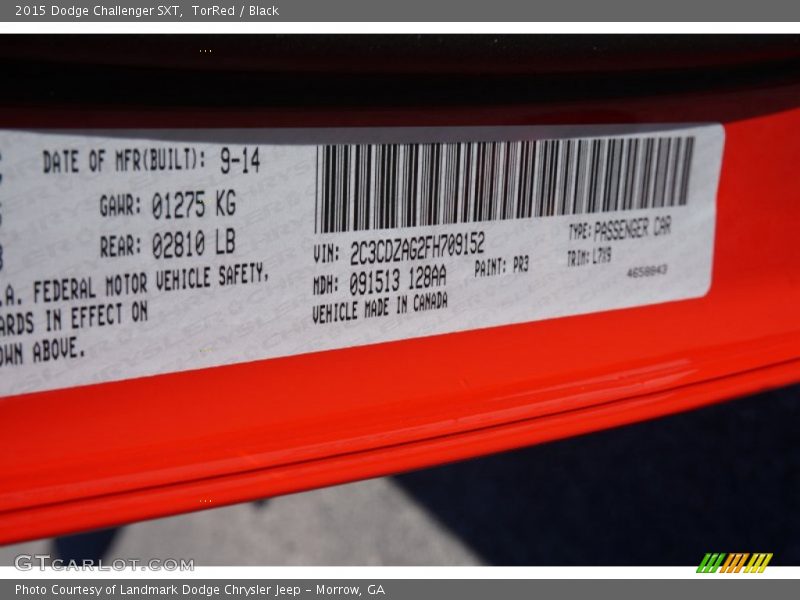 2015 Dodge Challenger SXT, TorRed / Black
DATE OF MFR(BUILT): 9-14
GAWR: 01275 KG
REAR: 02810 LB
.A. FEDERAL MOTOR VEHICLE SAFETY,
ARDS IN EFFECT ON
OWN ABOVE.
VIN: 2C3CDZAG2FH709152
TYPE: PASSENGER CAR
MDH: 091513 128AA
PAINT: PR3
TRIM: L7X9
VEHICLE MADE IN CANADA
4658843
GTCARLOT.COM
Photo Courtesy of Landmark Dodge Chrysler Jeep – Morrow, GA